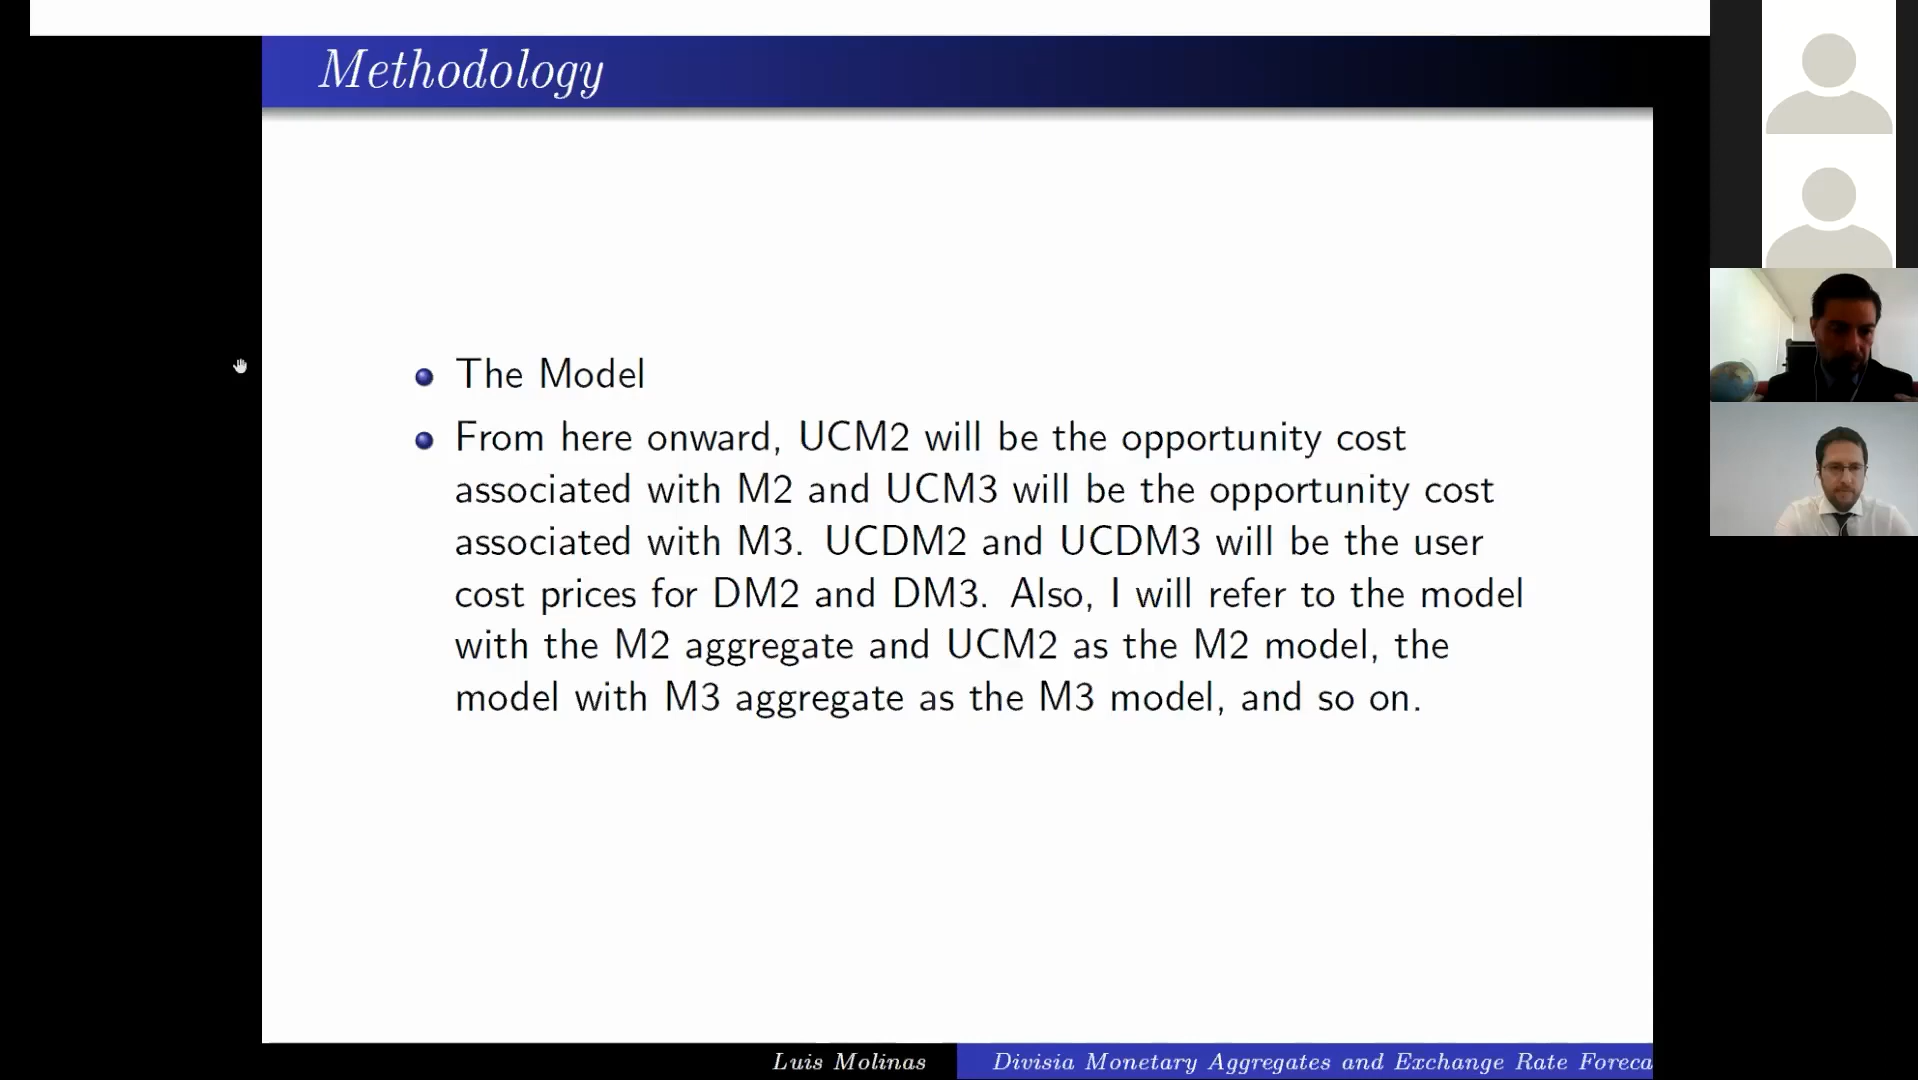 Methodology
The Model
From here onward, UCM2 will be the opportunity cost
associated with M2 and UCM3 will be the opportunity cost
associated with M3. UCDM2 and UCDM3 will be the user
cost prices for DM2 and DM3. Also, I will refer to the model
with the M2 aggregate and UCM2 as the M2 model, the
model with M3 aggregate as the M3 model, and so on.
Luis Molinas
Divisia Monetary Aggregates and Exchange Rate Foreca